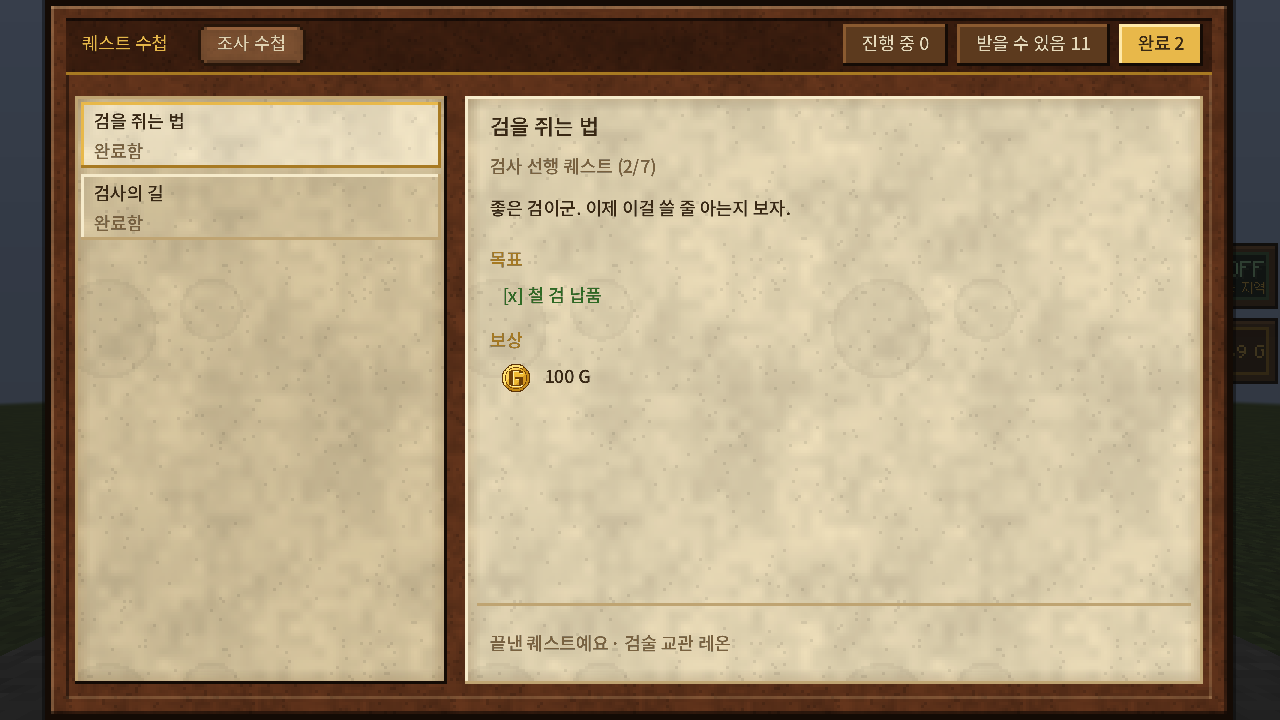 퀘스트 수첩
조사 수첩
진행 중 0
받을 수 있음 11
완료 2
검을 쥐는 법
완료함
검사의 길
완료함
검을 쥐는 법
검사 선행 퀘스트 (2/7)
좋은 검이군. 이제 이걸 쓸 줄 아는지 보자.
목표
[x] 철 검 납품
보상
100 G
끝낸 퀘스트예요 · 검술 교관 레온
지역
9 G